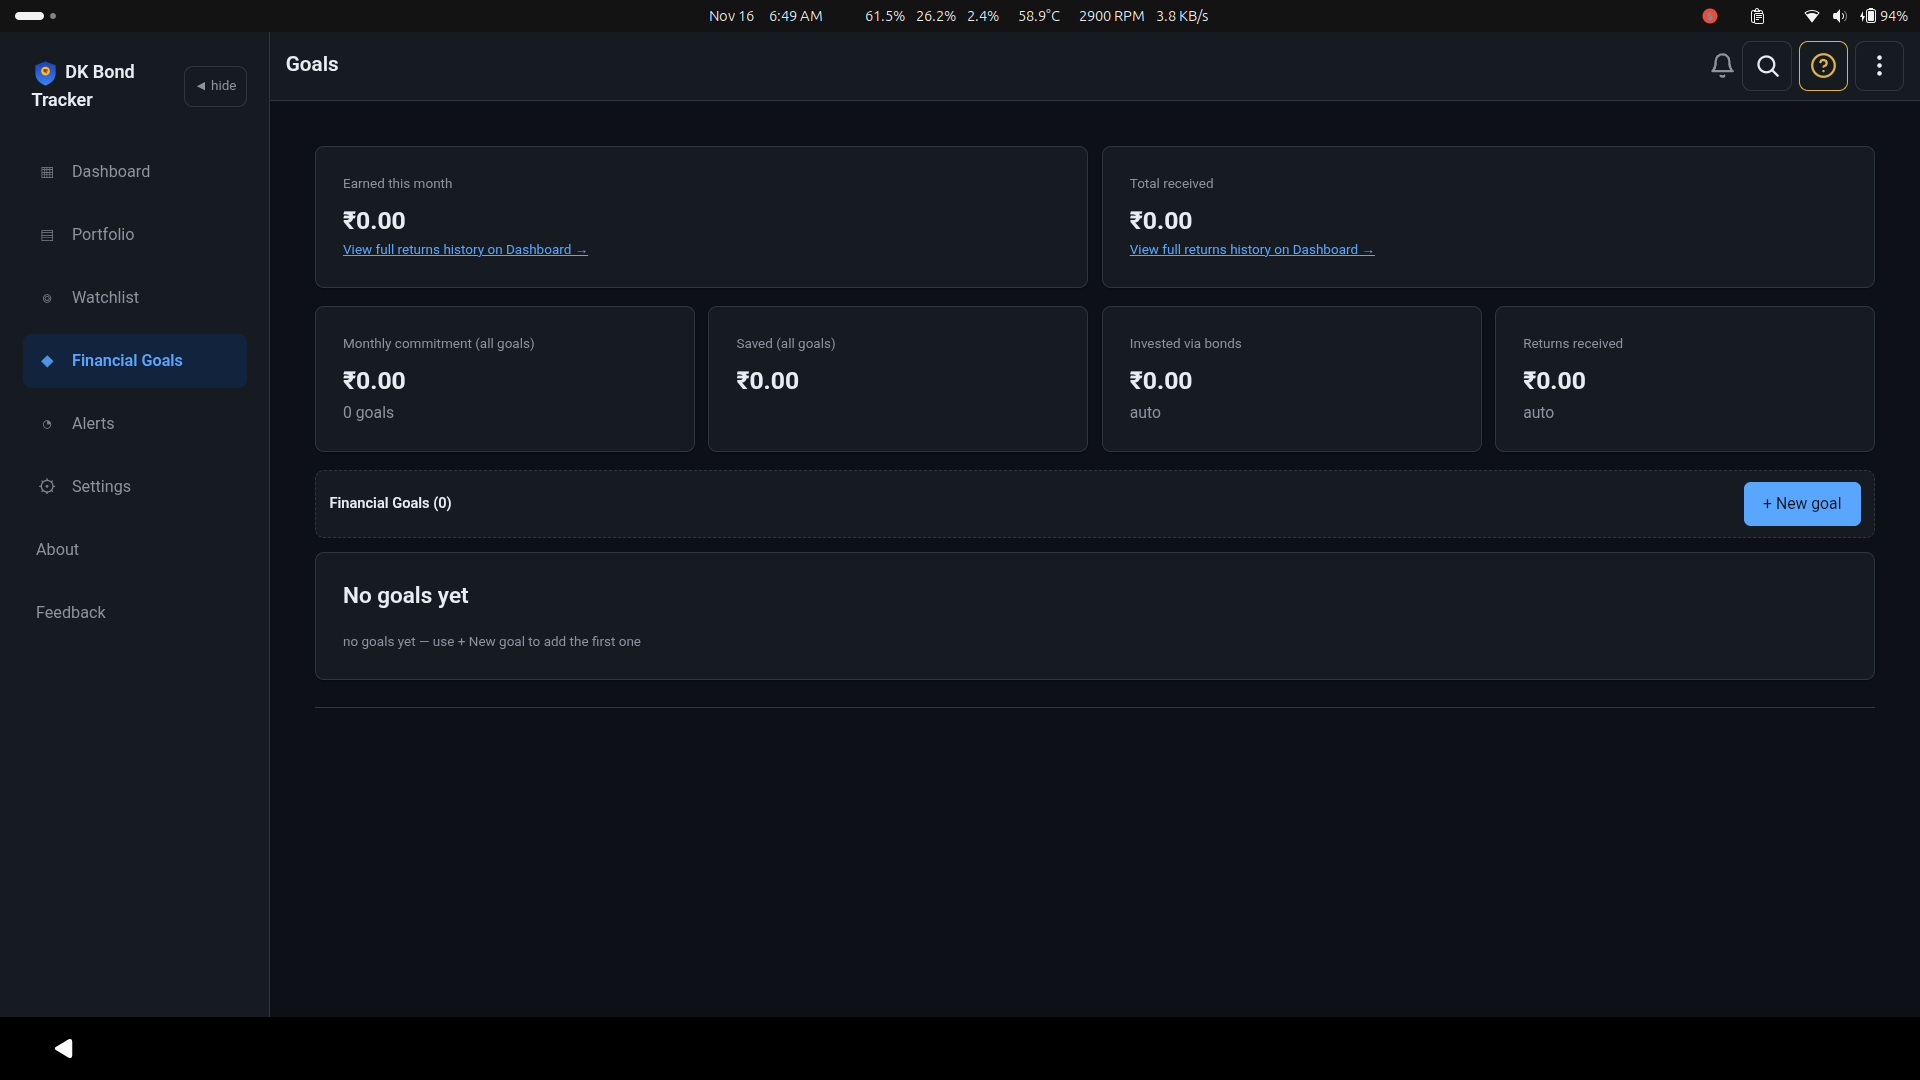 Nov 16 6:49 AM 61.5% 26.2% 2.4% 58.9°C 2900 RPM 3.8 KB/s 94%
DK Bond
Tracker
◄ hide
Goals
Dashboard
Portfolio
Watchlist
Financial Goals
Alerts
Settings
About
Feedback
Earned this month
₹0.00
View full returns history on Dashboard →
Total received
₹0.00
View full returns history on Dashboard →
Monthly commitment (all goals)
₹0.00
0 goals
Saved (all goals)
₹0.00
Invested via bonds
₹0.00
auto
Returns received
₹0.00
auto
Financial Goals (0)
+ New goal
No goals yet
no goals yet — use + New goal to add the first one